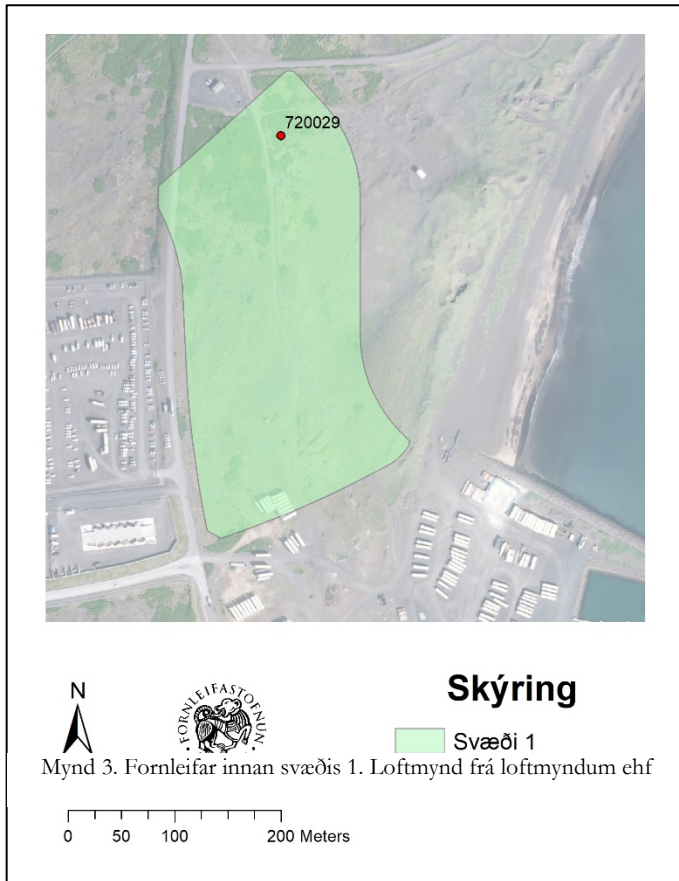 720029
N
FORNLEIFASTOFNUN
Skýring
Svæði 1
Mynd 3. Fornleifar innan svæðis 1. Loftmynd frá loftmyndum ehf
0 50 100 200 Meters